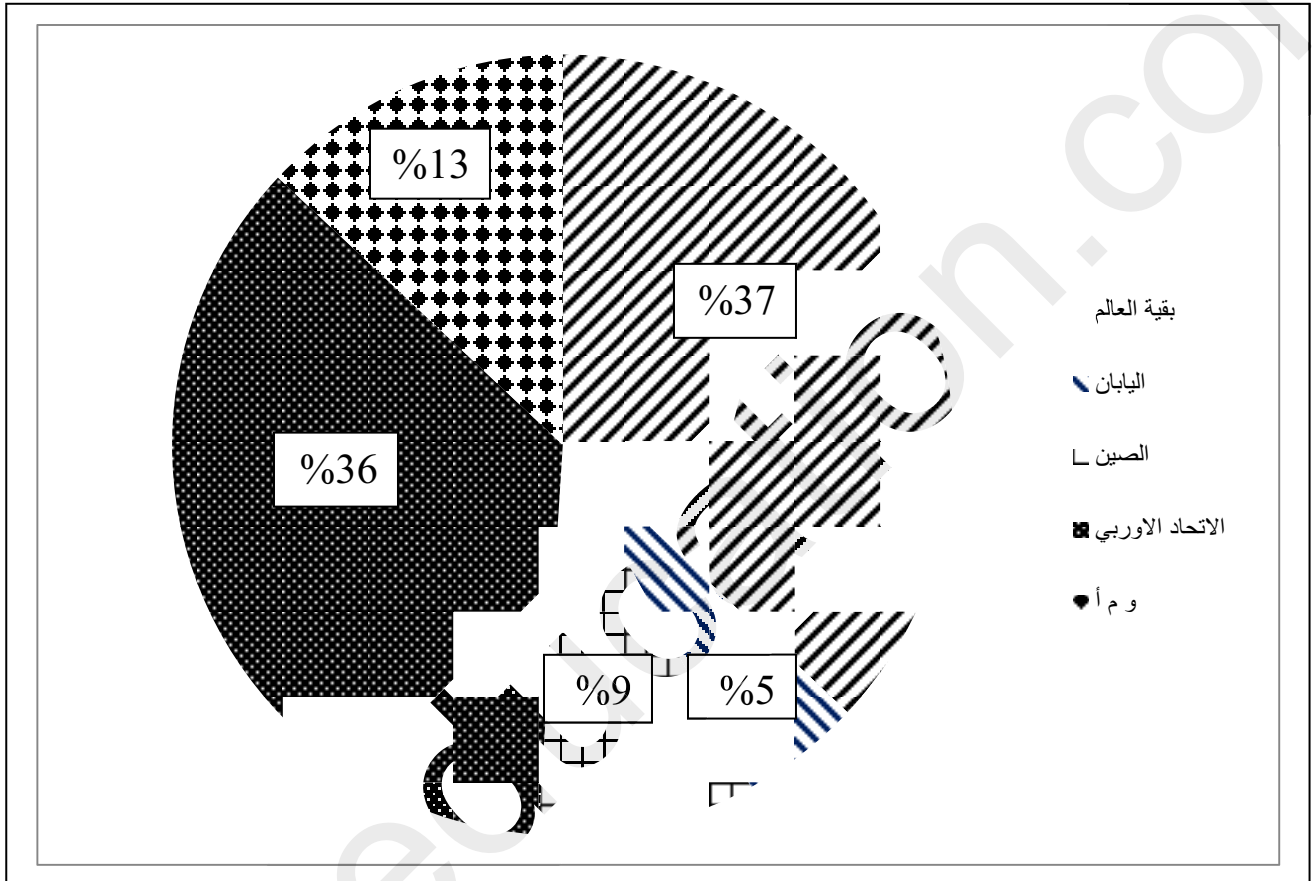 %13
%37
%36
%9
%5
بقية العالم
اليابان
الصين
الاتحاد الاوربي
و م أ